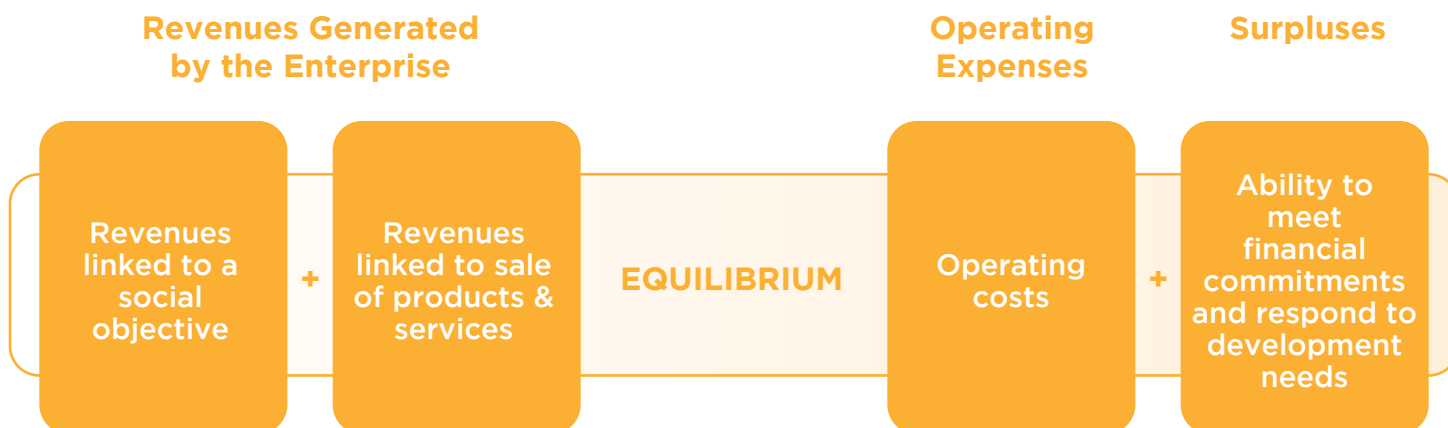 Revenues Generated
by the Enterprise
Operating
Expenses
Surpluses
Revenues
linked to a
social
objective
+
Revenues
linked to sale
of products &
services
EQUILIBRIUM
Operating
costs
+
Ability to
meet
financial
commitments
and respond to
development
needs